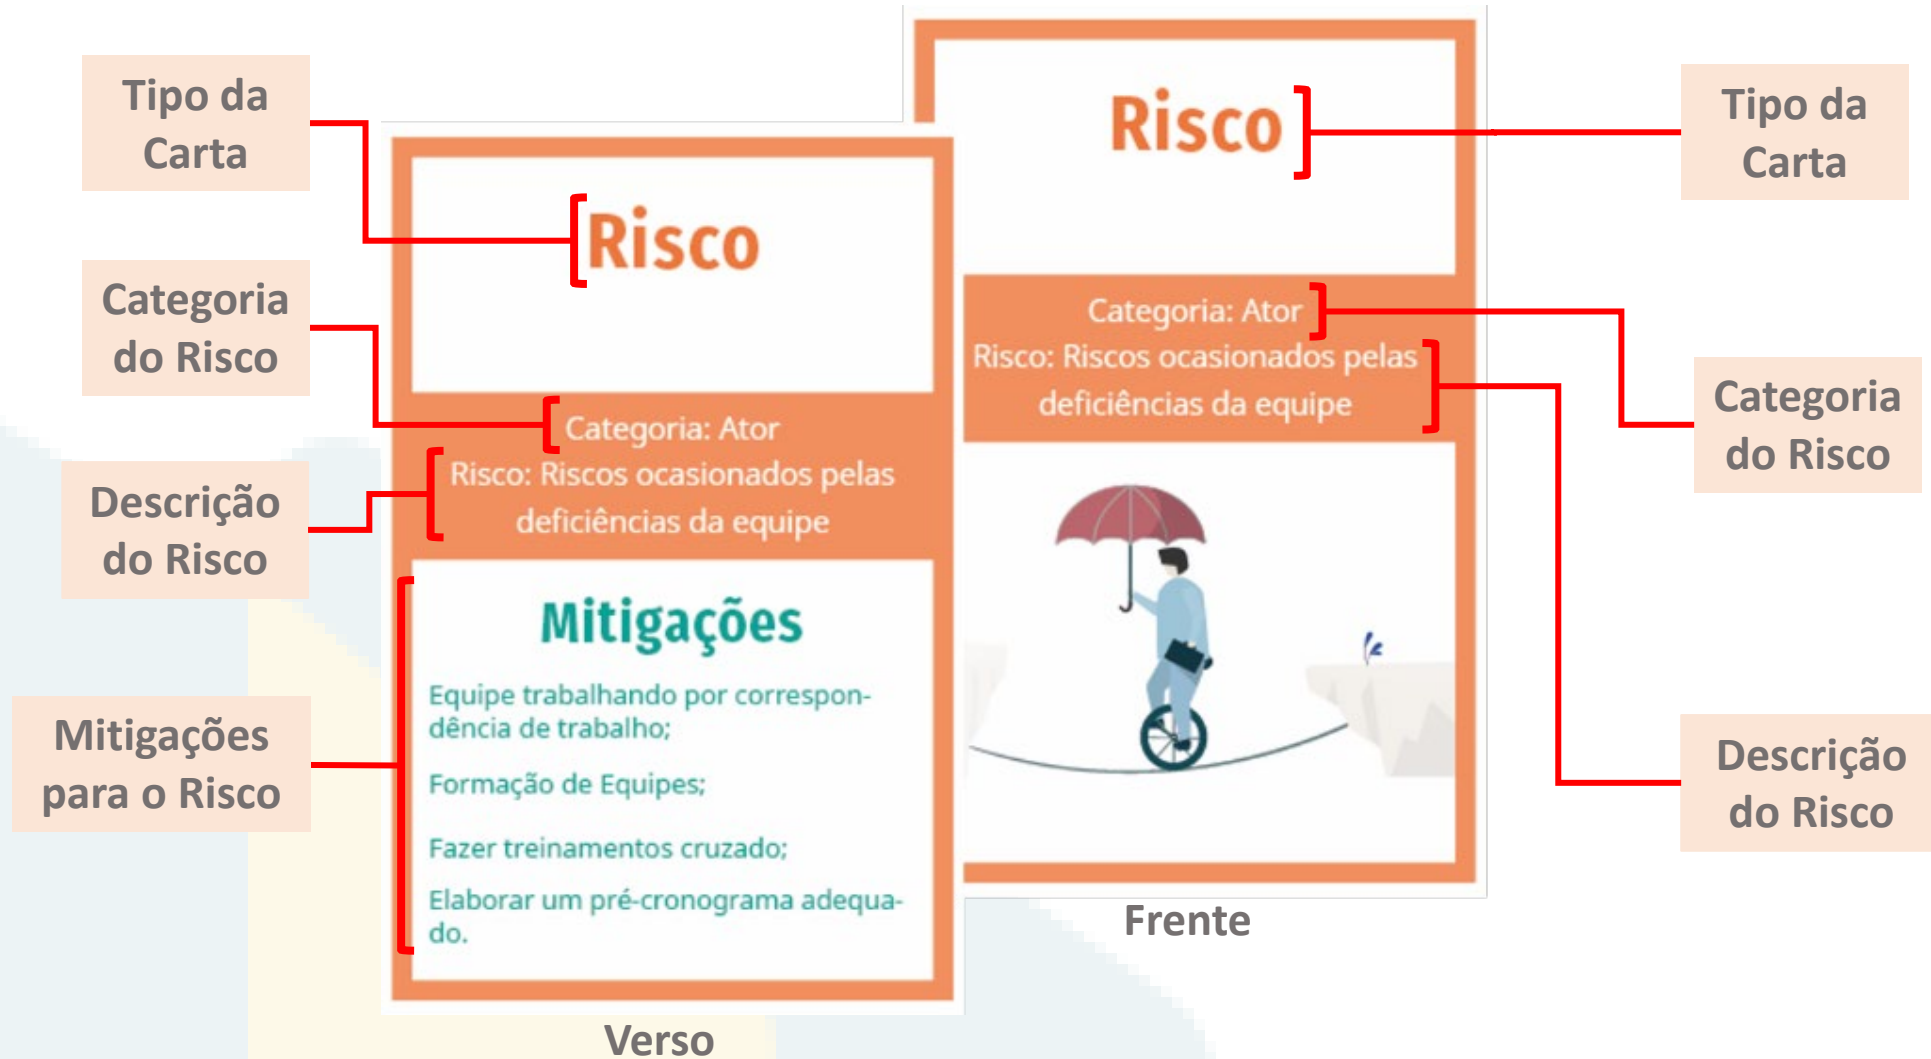 Tipo da
Carta
Categoria
do Risco
Descrição
do Risco
Mitigações
para o Risco
Risco
Categoria: Ator
Risco: Riscos ocasionados pelas
deficiências da equipe
Mitigações
Equipe trabalhando por correspon-
dência de trabalho;
Formação de Equipes;
Fazer treinamentos cruzado;
Elaborar um pré-cronograma adequa-
do.
Verso
Risco
Categoria: Ator
Risco: Riscos ocasionados pelas
deficiências da equipe
Frente
Tipo da
Carta
Categoria
do Risco
Descrição
do Risco